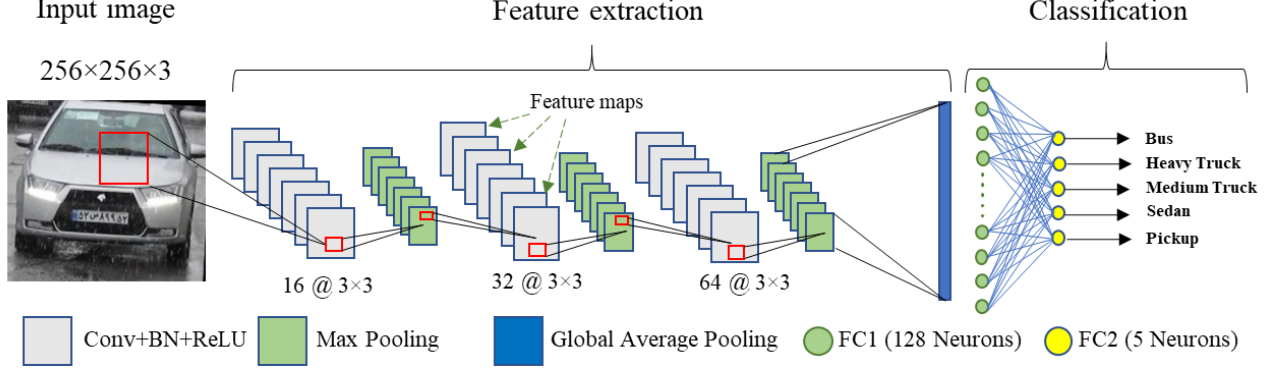 Input image
Feature extraction
Classification
256×256×3
Feature maps
Bus
Heavy Truck
Medium Truck
Sedan
Pickup
16 @ 3×3
32 @ 3×3
64 @ 3×3
Conv+BN+ReLU
Max Pooling
Global Average Pooling
FC1 (128 Neurons)
FC2 (5 Neurons)